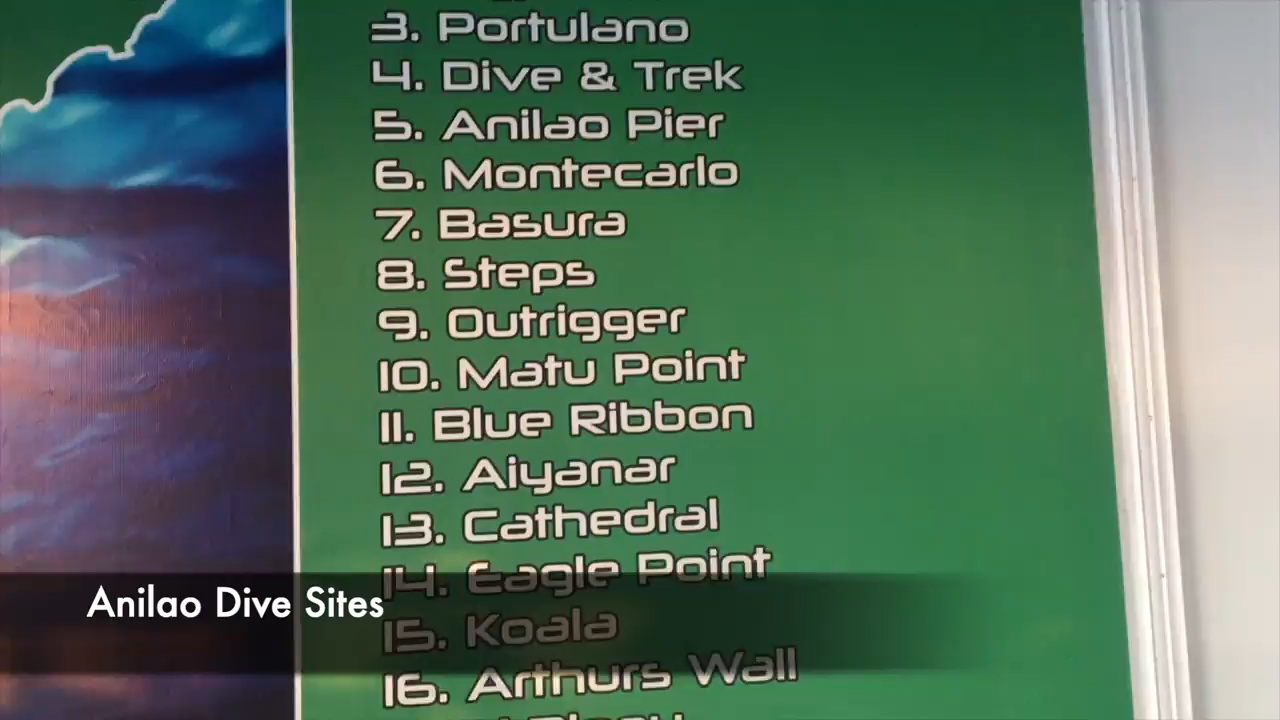 3. Portulano
4. Dive & Trek
5. Anilao Pier
6. Montecarlo
7. Basura
8. Steps
9. Outrigger
10. Matu Point
11. Blue Ribbon
12. Aiyanar
13. Cathedral
14. Eagle Point
Anilao Dive Sites
15. Koala
16. Arthurs Wall